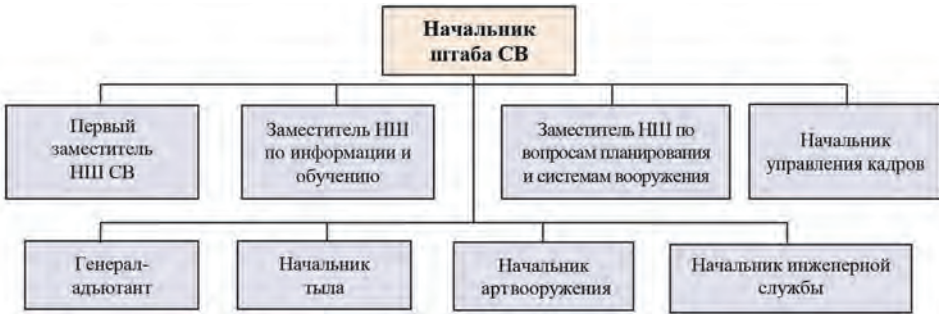 Начальник
штаба СВ
Первый
заместитель
НШ СВ
Заместитель НШ
по информации и
обучению
Заместитель НШ по
вопросам планирования
и системам вооружения
Начальник
управления кадров
Генерал-
адъютант
Начальник
тыла
Начальник
артвооружения
Начальник инженерной
службы